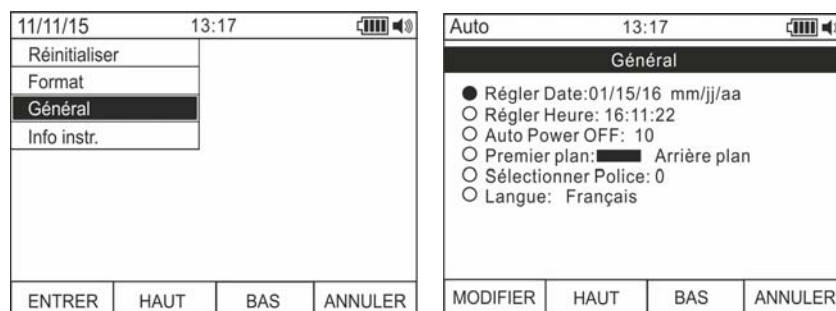 11/11/15 13:17
Réinitialiser
Format
Général
Info instr.
ENTRER HAUT BAS ANNULER
Auto 13:17
Général
Régler Date:01/15/16 mm/jj/aa
Régler Heure: 16:11:22
Auto Power OFF: 10
Premier plan: Arrière plan
Sélectionner Police: 0
Langue: Français
MODIFIER HAUT BAS ANNULER